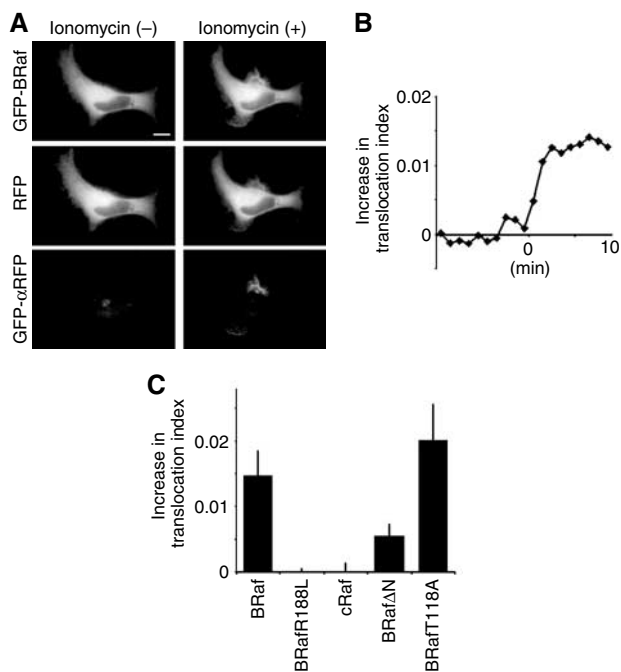 A
Ionomycin (–)
Ionomycin (+)
GFP-BRaf
RFP
GFP-αRFP
B
Increase in
translocation index
0.02
0.01
0
0
10
(min)
C
Increase in
translocation index
0.02
0.01
0
BRaf
BRafR188L
cRaf
BRafΔN
BRafT118A